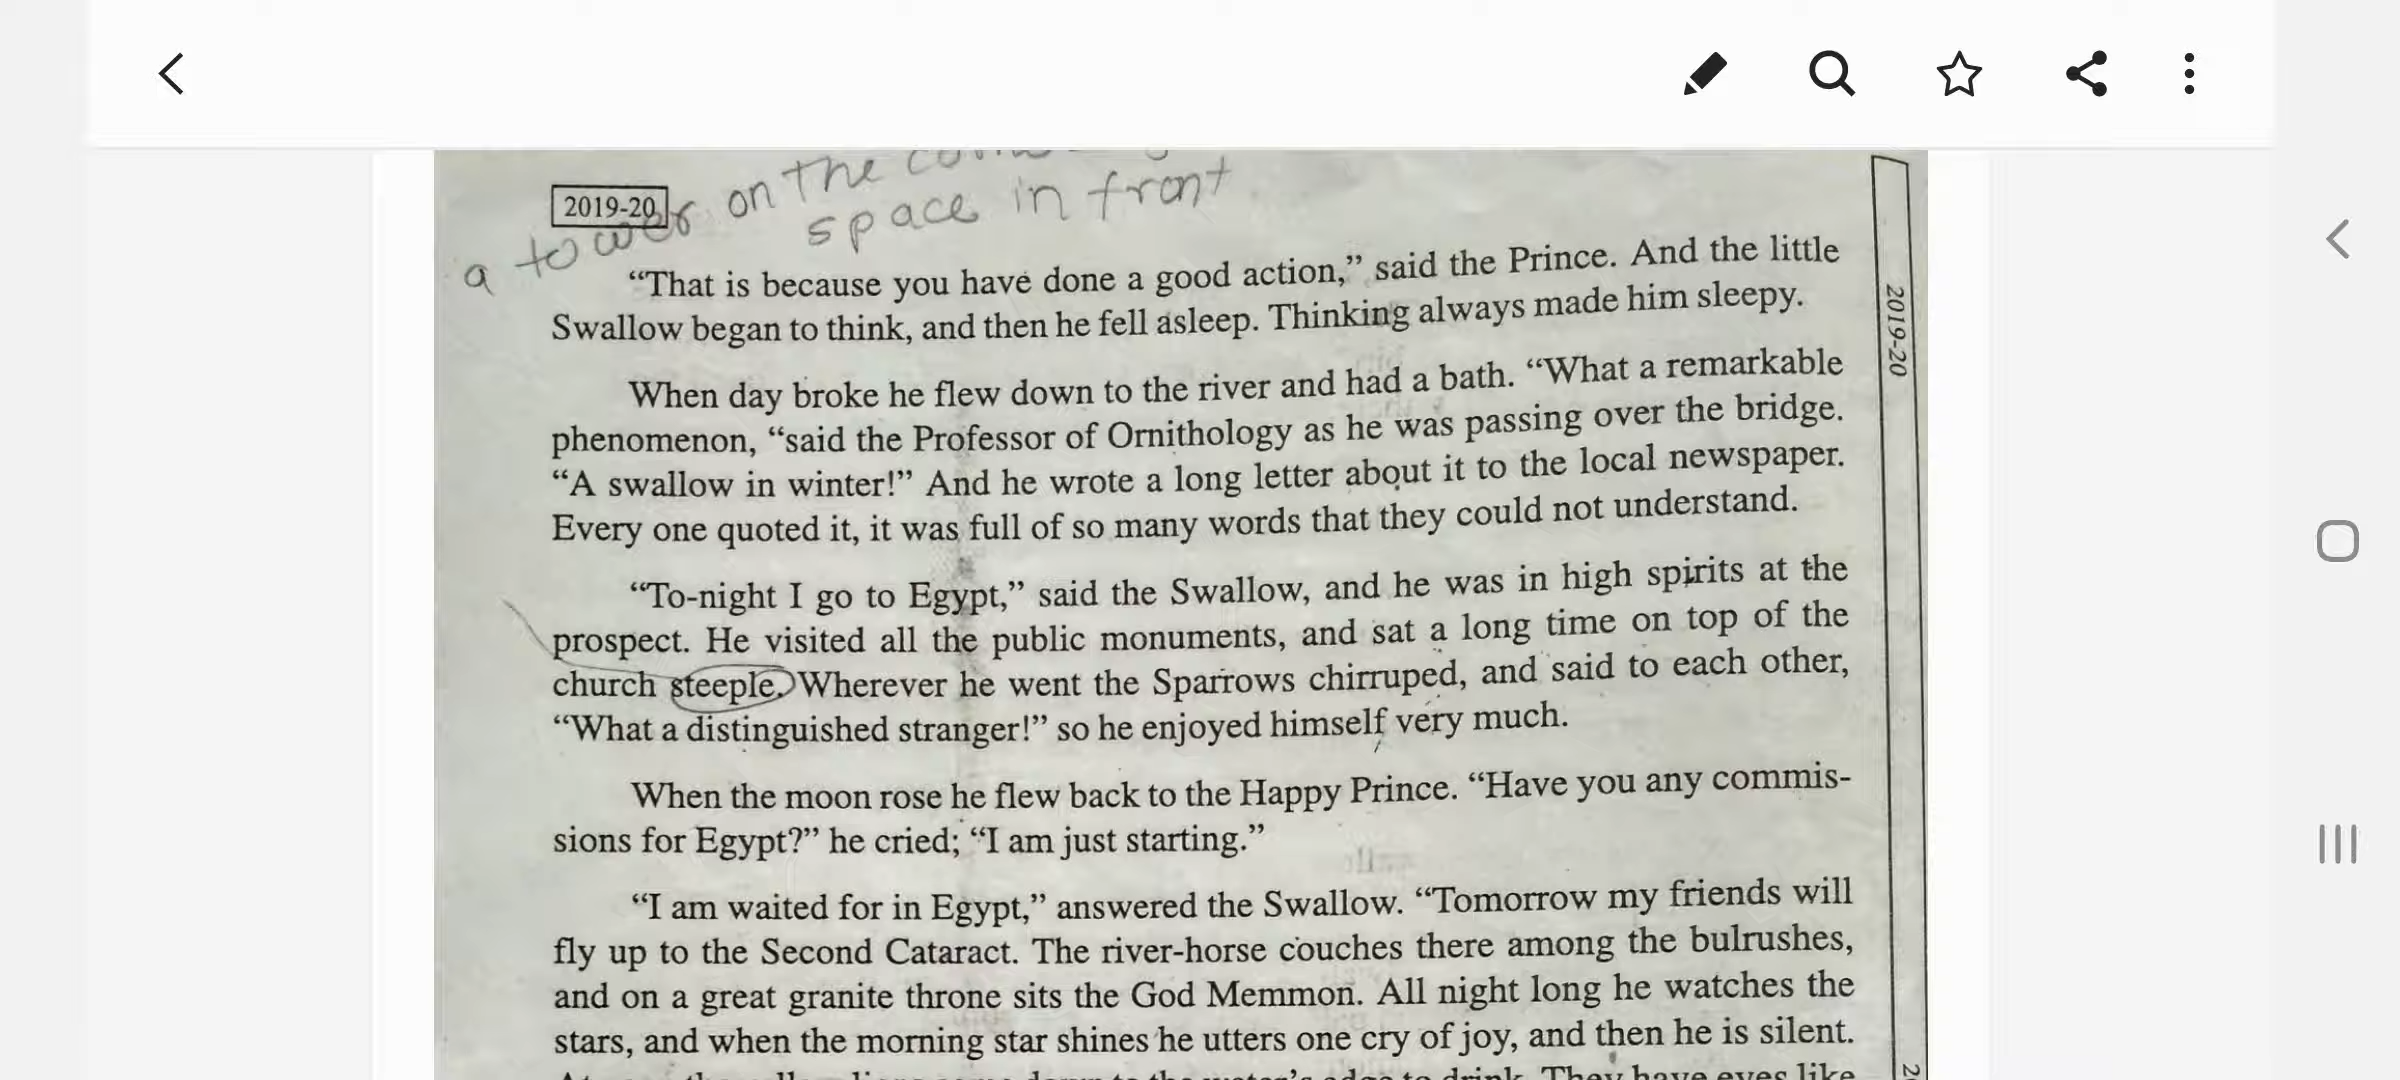 on the
space in front
2019-20
a tower
“That is because you have done a good action,” said the Prince. And the little
Swallow began to think, and then he fell asleep. Thinking always made him sleepy.
When day broke he flew down to the river and had a bath. “What a remarkable
phenomenon, “said the Professor of Ornithology as he was passing over the bridge.
“A swallow in winter!” And he wrote a long letter about it to the local newspaper.
Every one quoted it, it was full of so many words that they could not understand.
“To-night I go to Egypt,” said the Swallow, and he was in high spirits at the
prospect. He visited all the public monuments, and sat a long time on top of the
church steeple. Wherever he went the Sparrows chirruped, and said to each other,
“What a distinguished stranger!” so he enjoyed himself very much.
When the moon rose he flew back to the Happy Prince. “Have you any commis-
sions for Egypt?” he cried; “I am just starting.”
“I am waited for in Egypt,” answered the Swallow. “Tomorrow my friends will
fly up to the Second Cataract. The river-horse couches there among the bulrushes,
and on a great granite throne sits the God Memmon. All night long he watches the
stars, and when the morning star shines he utters one cry of joy, and then he is silent.
to the water’s edge to drink. They have eyes like
2019-20